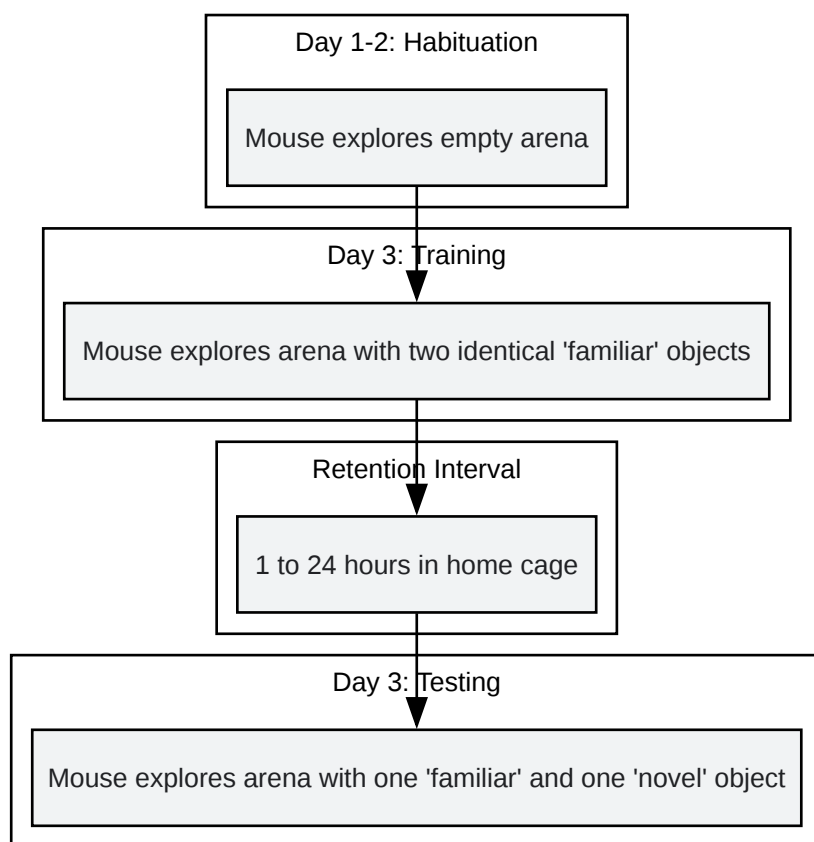 Day 1-2: Habituation
Mouse explores empty arena
Day 3: Training
Mouse explores arena with two identical 'familiar' objects
Retention Interval
1 to 24 hours in home cage
Day 3: Testing
Mouse explores arena with one 'familiar' and one 'novel' object